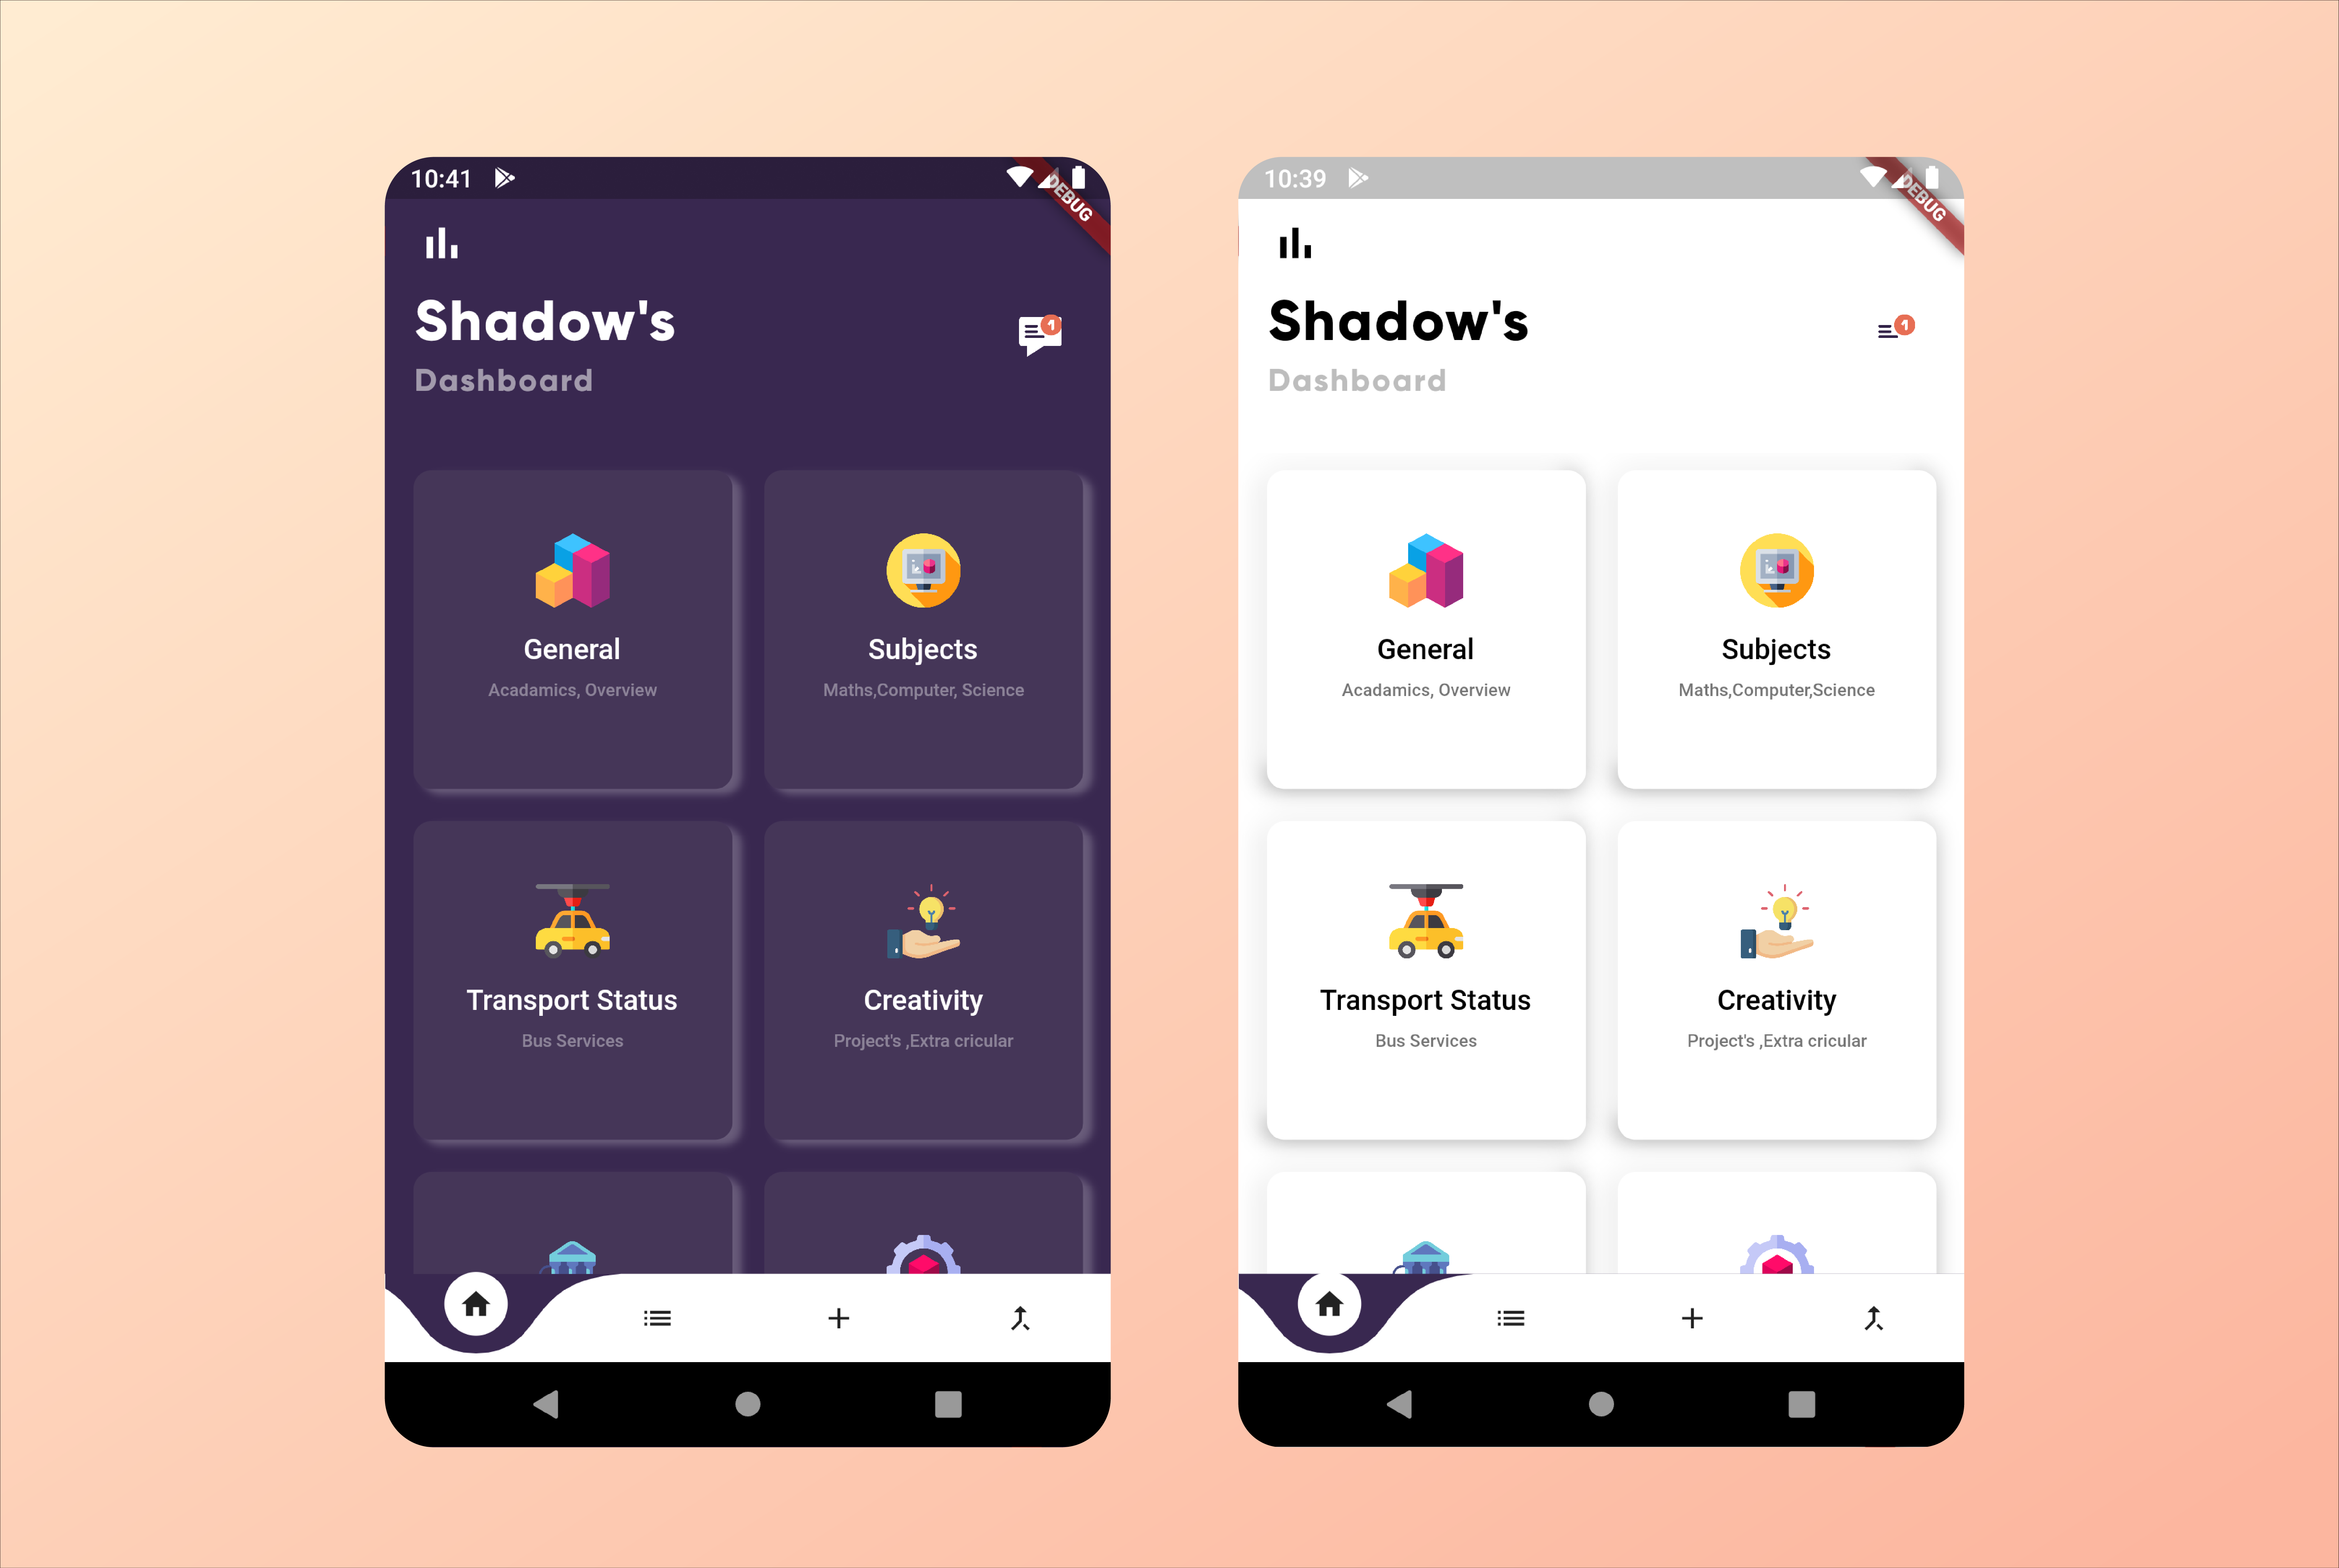 10:41
DEBUG
Shadow's
1
Dashboard
General
Acadamics, Overview
Subjects
Maths,Computer, Science
Transport Status
Bus Services
Creativity
Project's ,Extra cricular
10:39
DEBUG
Shadow's
1
Dashboard
General
Acadamics, Overview
Subjects
Maths,Computer,Science
Transport Status
Bus Services
Creativity
Project's ,Extra cricular